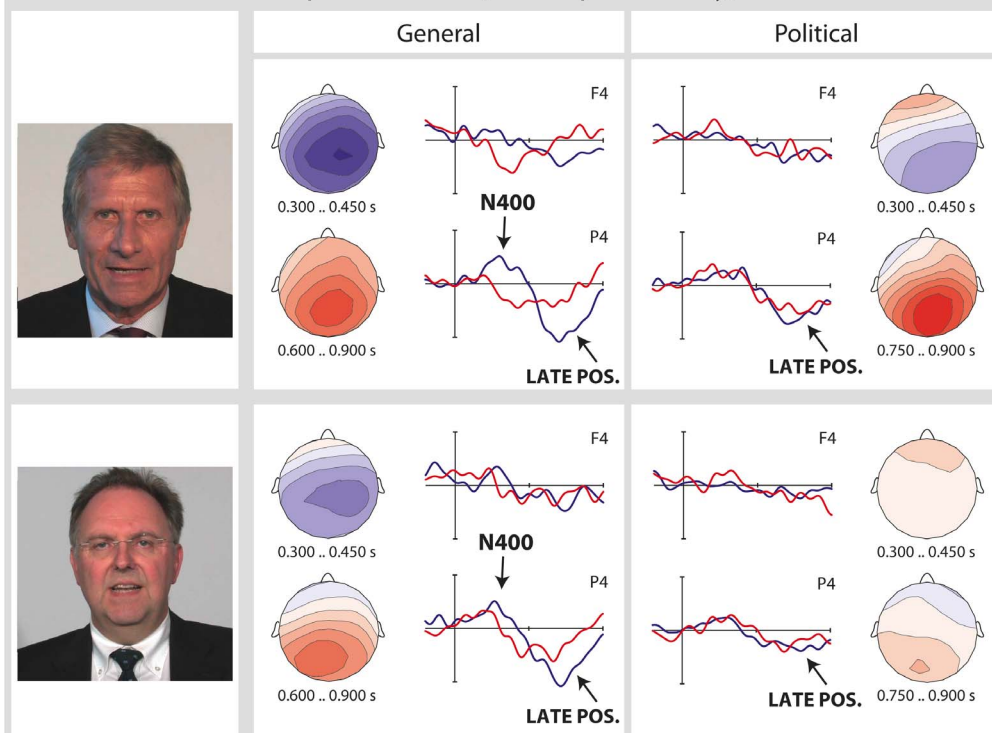 General
Political
F4
F4
0.300 .. 0.450 s
N400
0.300 .. 0.450 s
P4
P4
0.600 .. 0.900 s
LATE POS.
LATE POS.
0.750 .. 0.900 s
F4
F4
0.300 .. 0.450 s
N400
0.300 .. 0.450 s
P4
P4
0.600 .. 0.900 s
LATE POS.
LATE POS.
0.750 .. 0.900 s